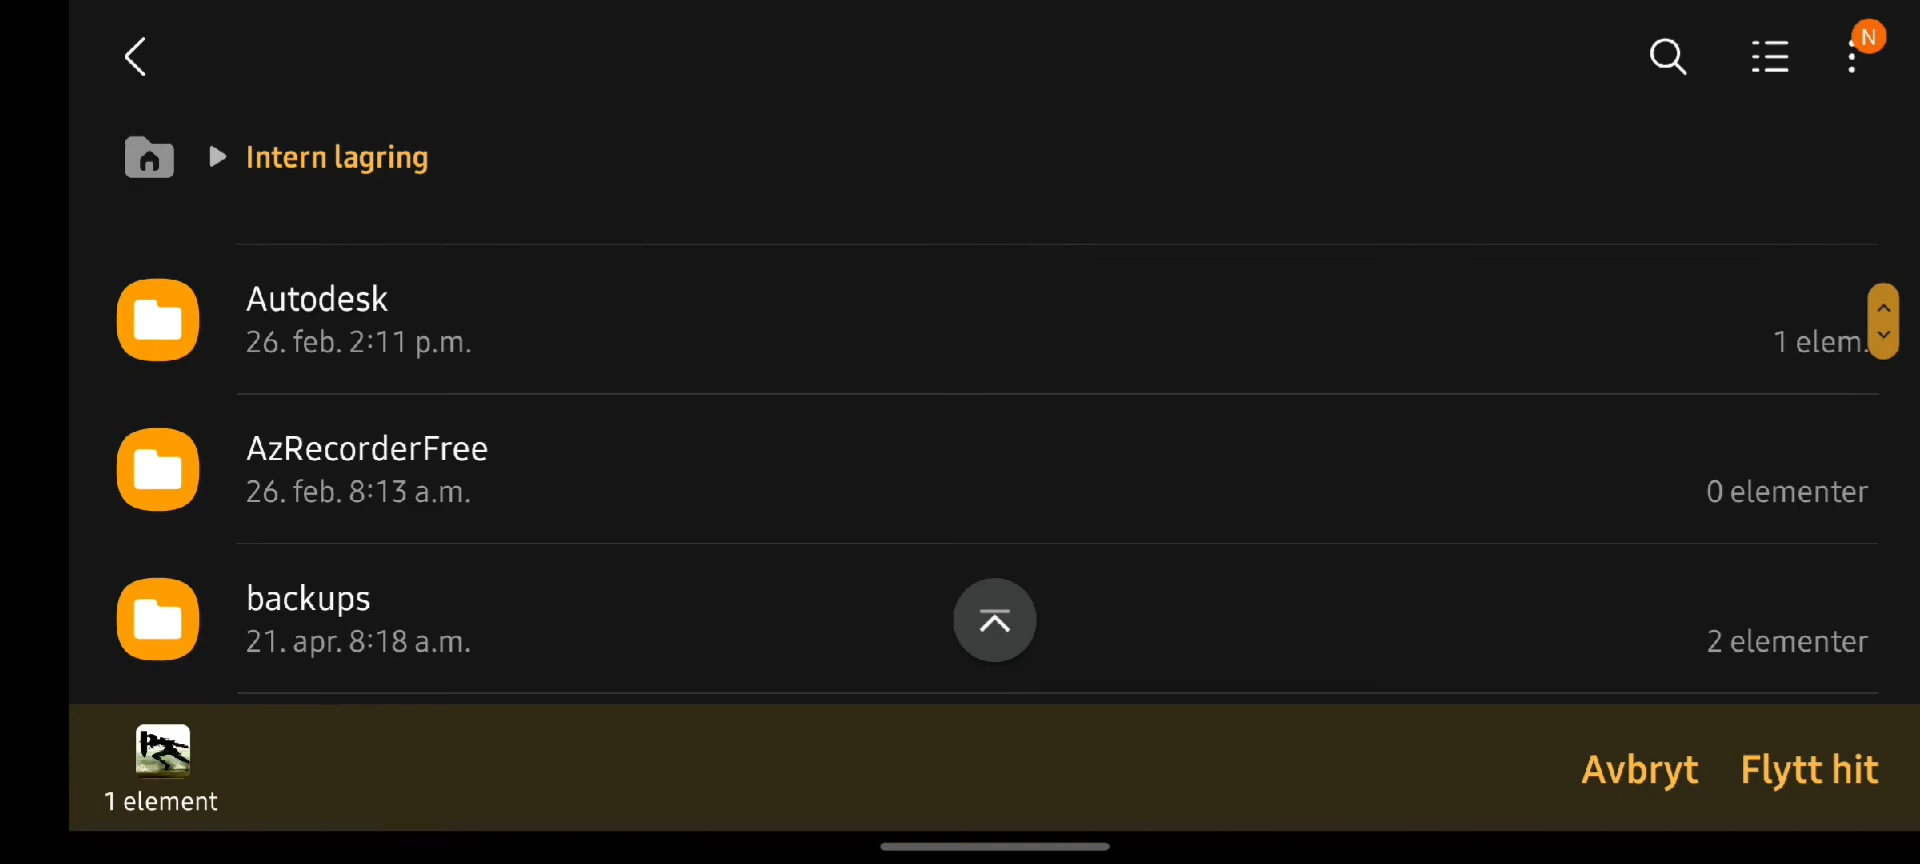 N
Intern lagring
Autodesk
26. feb. 2:11 p.m.
1 elem.
AzRecorderFree
26. feb. 8:13 a.m.
0 elementer
backups
21. apr. 8:18 a.m.
2 elementer
1 element
Avbryt
Flytt hit